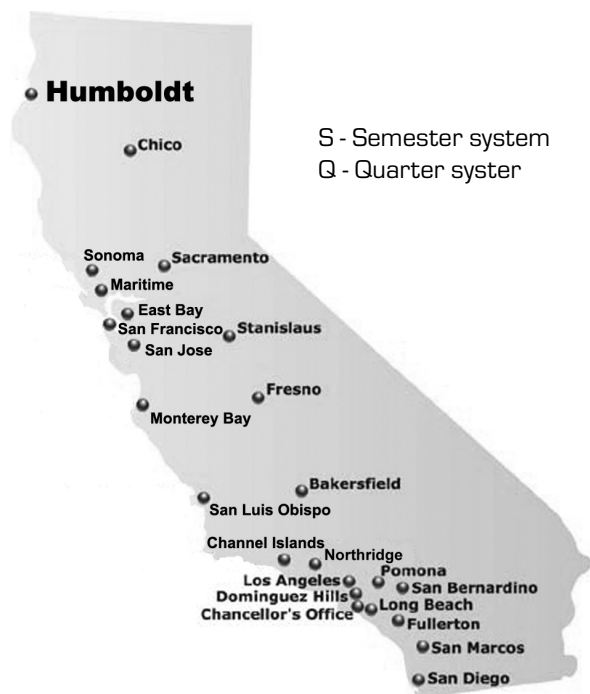 Humboldt
S - Semester system
Q - Quarter syster
Chico
Sonoma
Sacramento
Maritime
East Bay
San Francisco
Stanislaus
San Jose
Fresno
Monterey Bay
Bakersfield
San Luis Obispo
Channel Islands
Northridge
Pomona
Los Angeles
San Bernardino
Dominguez Hills
Long Beach
Chancellor's Office
Fullerton
San Marcos
San Diego